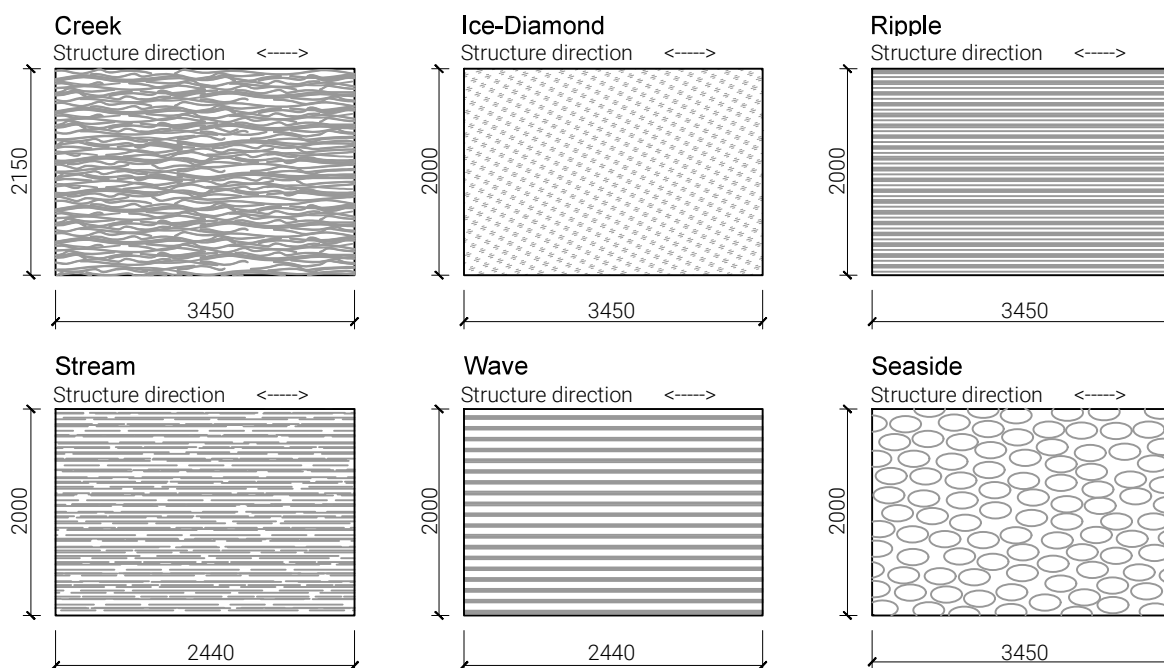 Creek
Structure direction <----->
2150
3450
Ice-Diamond
Structure direction <----->
2000
3450
Ripple
Structure direction <----->
2000
3450
Stream
Structure direction <----->
2000
2440
Wave
Structure direction <----->
2000
2440
Seaside
Structure direction <----->
2000
3450